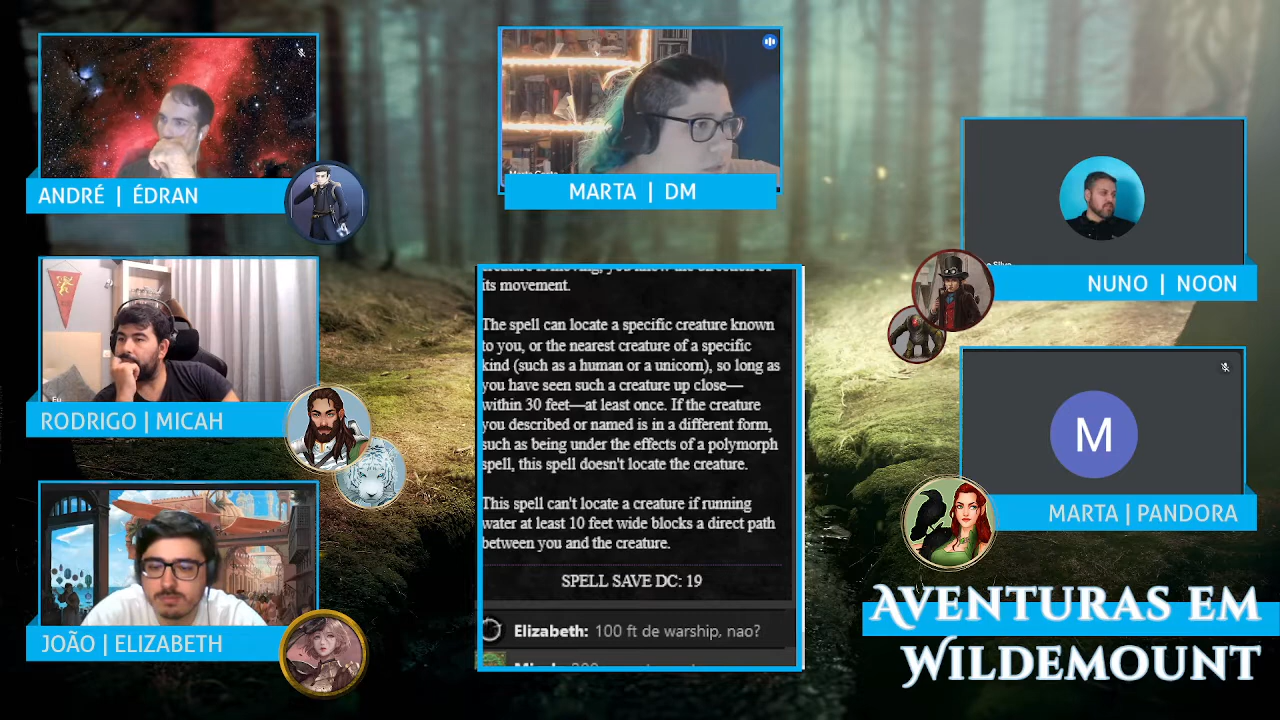 MARTA | DM
ANDRÉ | ÉDRAN
NUNO | NOON
RODRIGO | MICAH
MARTA | PANDORA
M
JOÃO | ELIZABETH
its movement.
The spell can locate a specific creature known
to you, or the nearest creature of a specific
kind (such as a human or a unicorn), so long as
you have seen such a creature up close—
within 30 feet—at least once. If the creature
you described or named is in a different form,
such as being under the effects of a polymorph
spell, this spell doesn't locate the creature.
This spell can't locate a creature if running
water at least 10 feet wide blocks a direct path
between you and the creature.
SPELL SAVE DC: 19
Elizabeth: 100 ft de warship, nao?
AVENTURAS EM
WILDEMOUNT